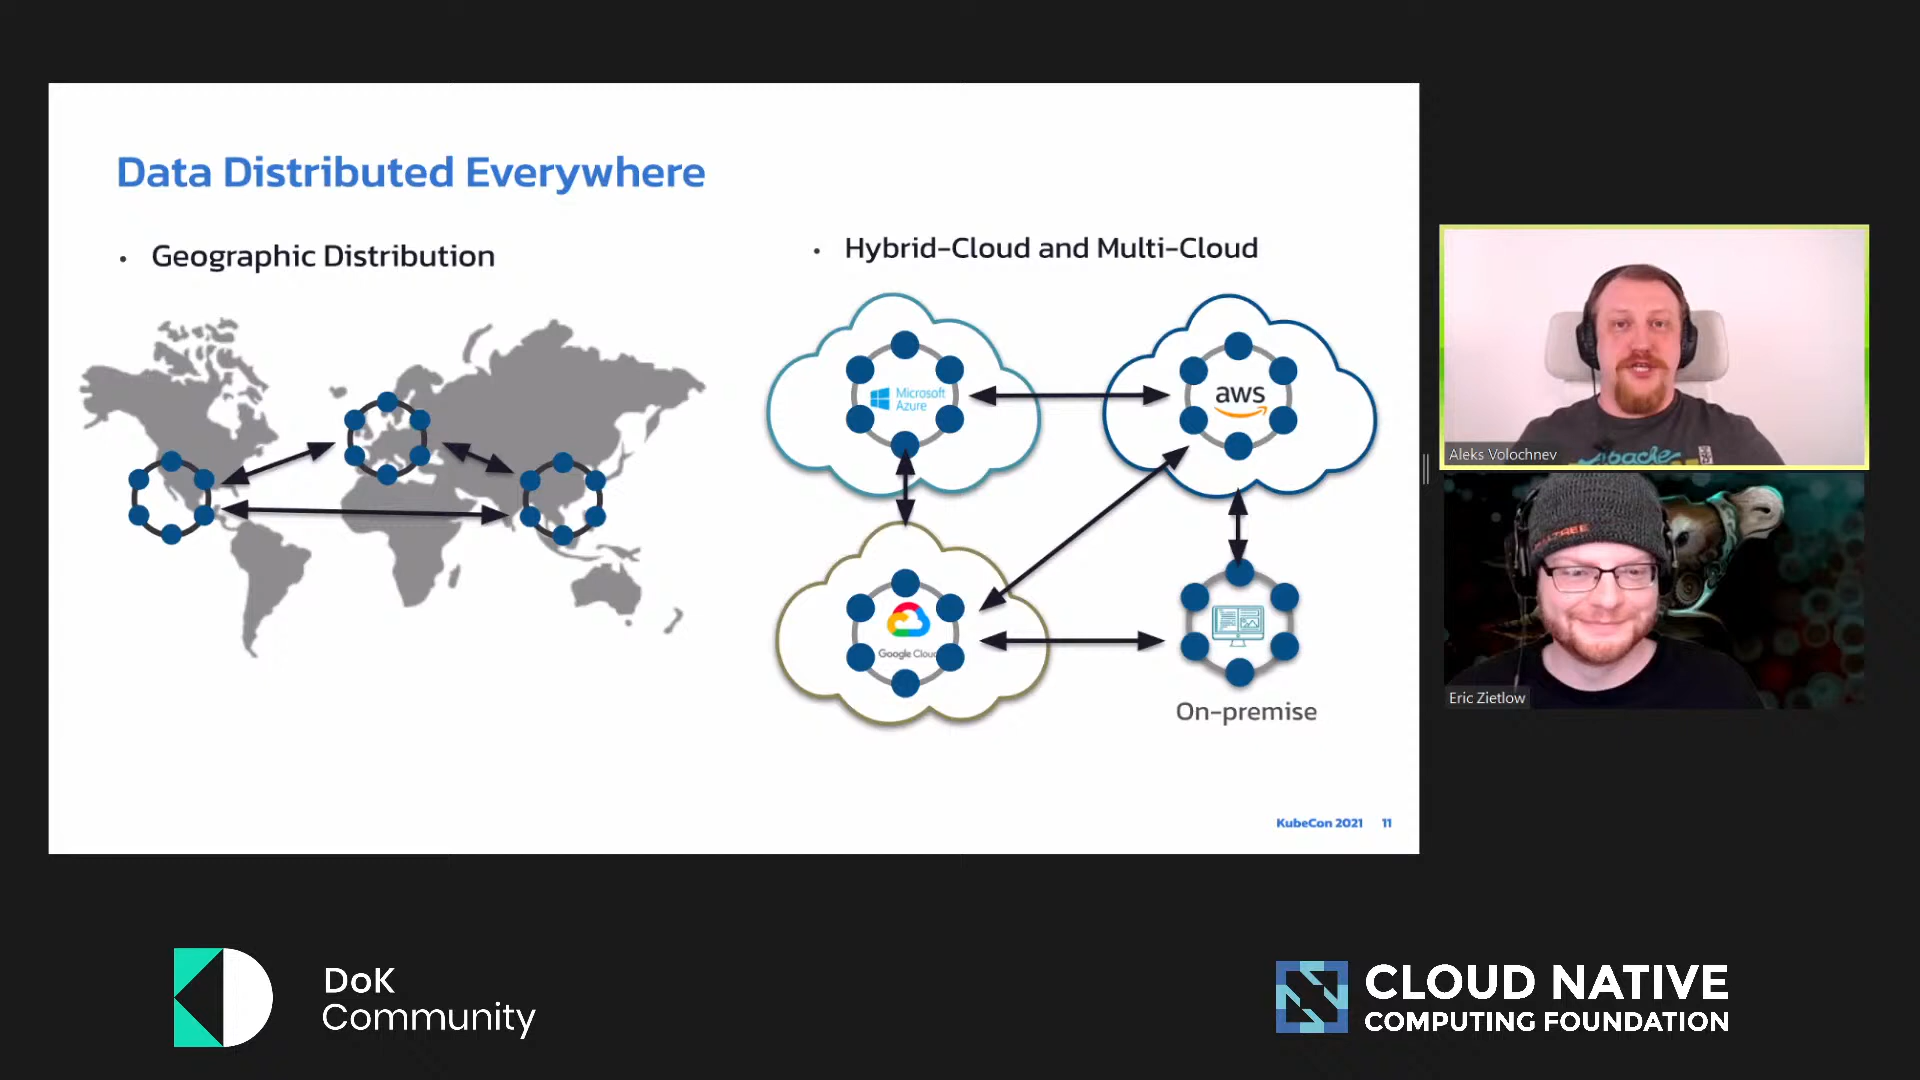 Data Distributed Everywhere
• Geographic Distribution
• Hybrid-Cloud and Multi-Cloud
Microsoft
Azure
aws
Google Cloud
On-premise
KubeCon 2021 11
Aleks Volochnev
apache
Eric Zietlow
DoK
Community
CLOUD NATIVE
COMPUTING FOUNDATION